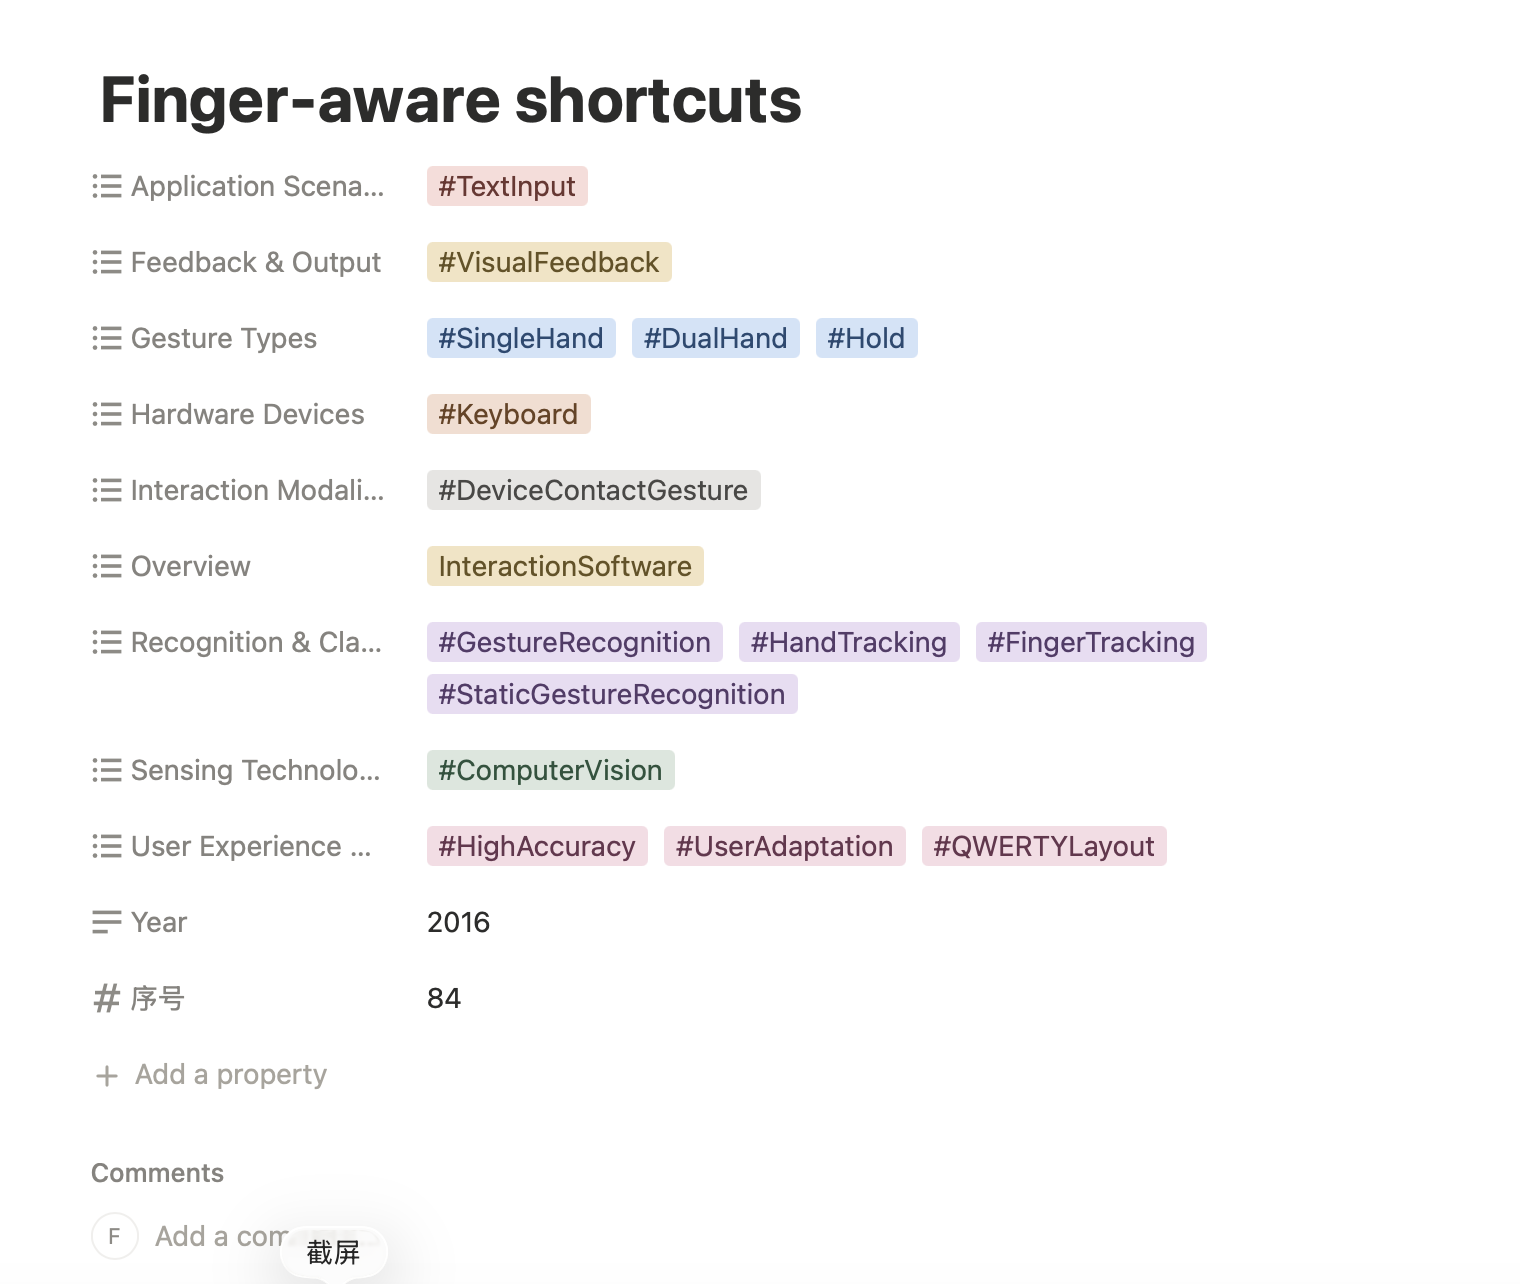 Finger-aware shortcuts
Application Scena... #TextInput
Feedback & Output #VisualFeedback
Gesture Types #SingleHand #DualHand #Hold
Hardware Devices #Keyboard
Interaction Modali... #DeviceContactGesture
Overview InteractionSoftware
Recognition & Cla... #GestureRecognition #HandTracking #FingerTracking
#StaticGestureRecognition
Sensing Technolo... #ComputerVision
User Experience ... #HighAccuracy #UserAdaptation #QWERTYLayout
Year 2016
# 序号 84
+ Add a property
Comments
F Add a com
截屏